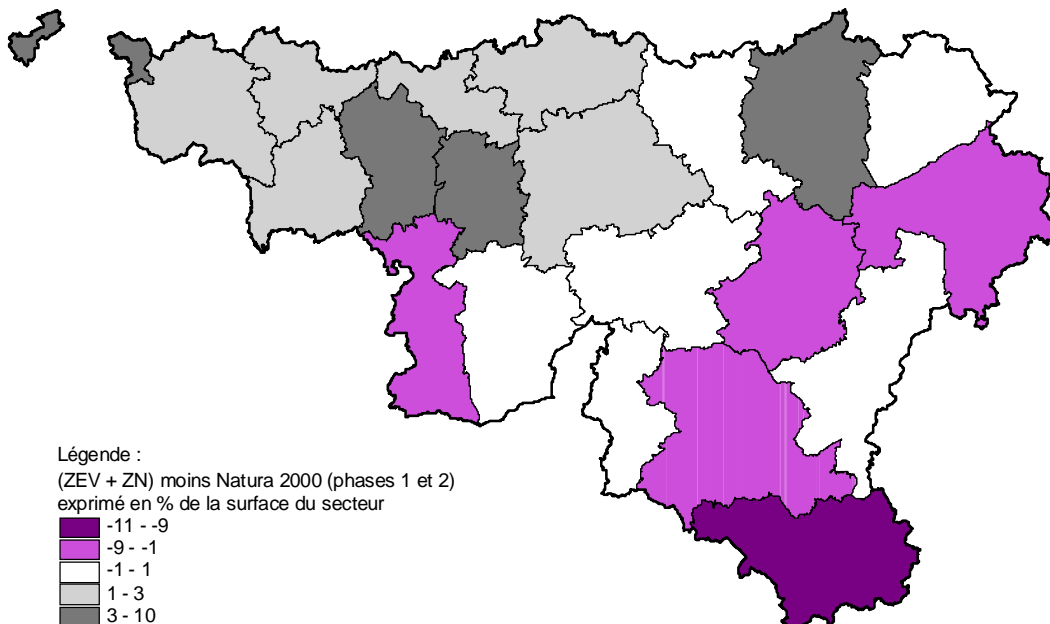 Légende :
(ZEV + ZN) moins Natura 2000 (phases 1 et 2)
exprimé en % de la surface du secteur
-11 - -9
-9 - -1
-1 - 1
1 - 3
3 - 10